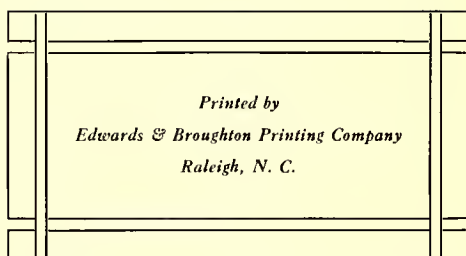 Printed by
Edwards & Broughton Printing Company
Raleigh, N. C.